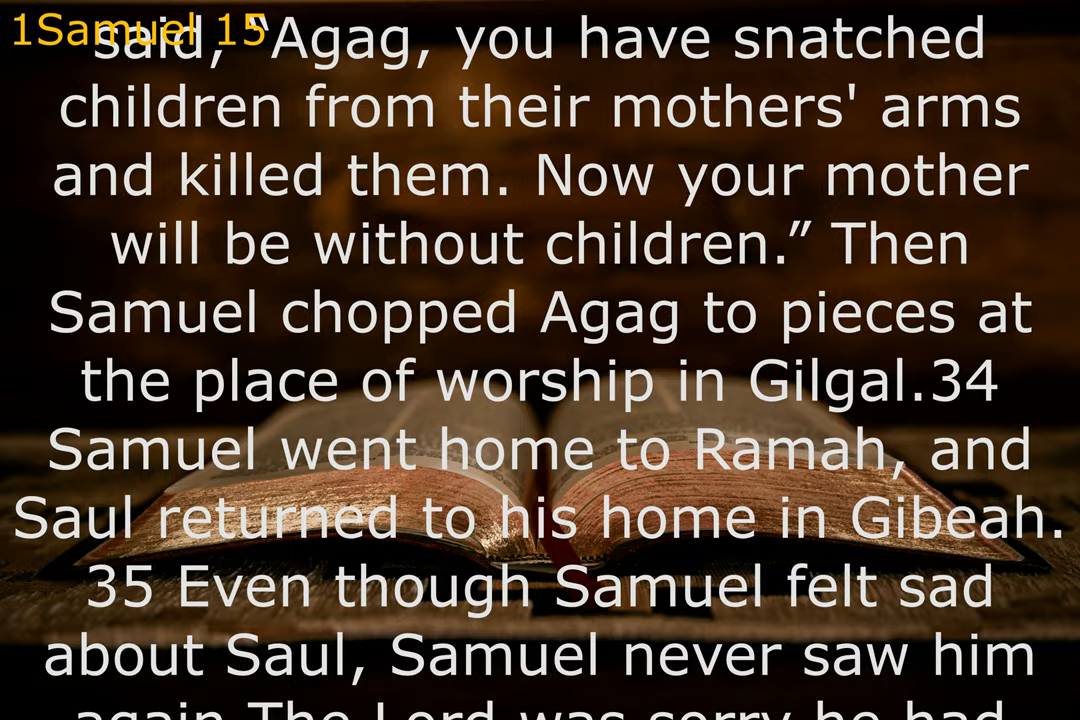 1Samuel 15
said, “Agag, you have snatched
children from their mothers' arms
and killed them. Now your mother
will be without children.” Then
Samuel chopped Agag to pieces at
the place of worship in Gilgal.34
Samuel went home to Ramah, and
Saul returned to his home in Gibeah.
35 Even though Samuel felt sad
about Saul, Samuel never saw him
again.The Lord was sorry he had